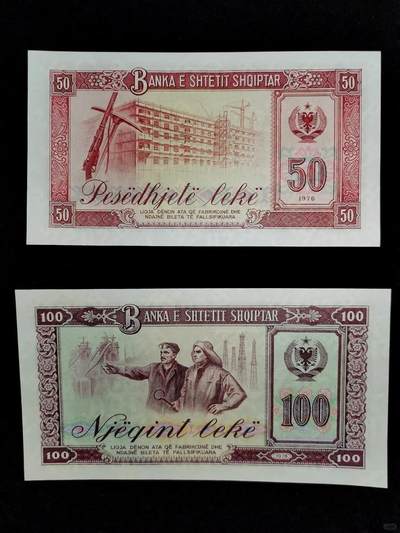 50 BANKA E SHTETIT SHQIPTAR 50
Pesëdhjetë lekë
50
1976
50 LIGJA DËNON ATA QË FABRIKOJNË DHE 50
NDAJNË BILETA TË FALLSIFIKUARA
100 BANKA E SHTETIT SHQIPTAR 100
Njëqint lekë
100
100 LIGJA DËNON ATA QË FABRIKOJNË DHE 100
NDAJNË BILETA TË FALLSIFIKUARA